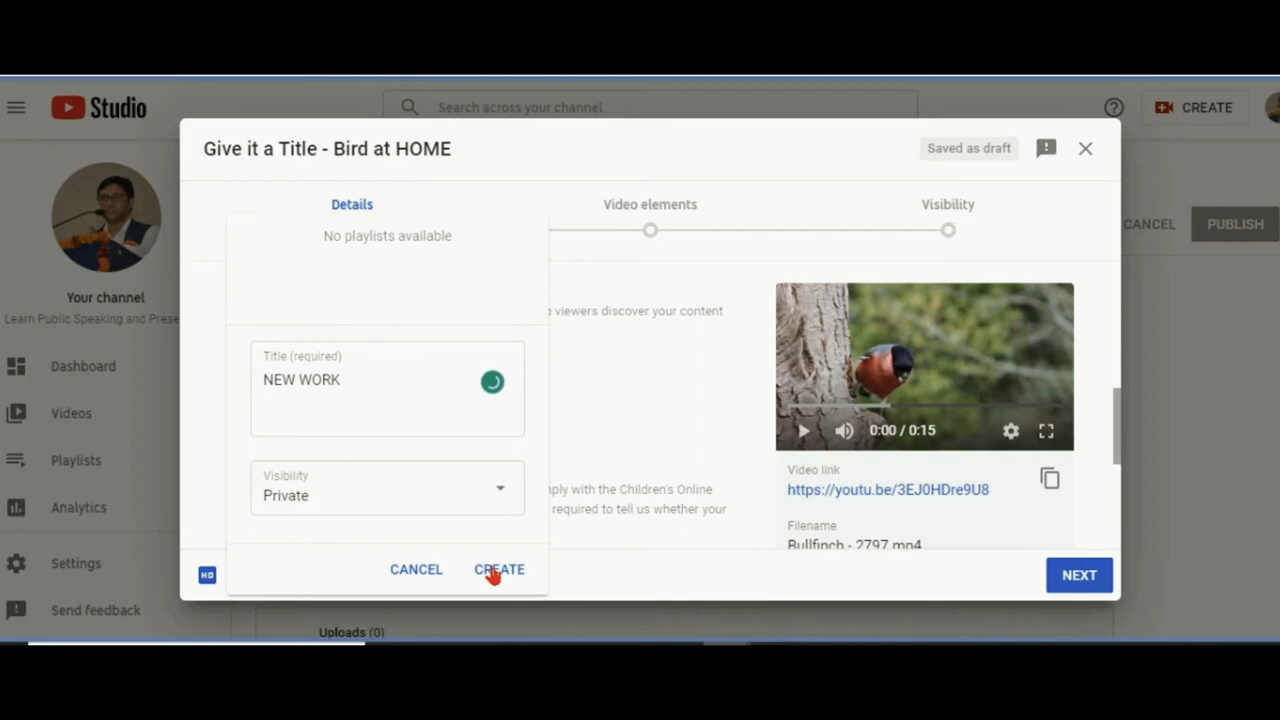 Studio
Search across your channel
CREATE
Give it a Title - Bird at HOME
Saved as draft
Details
Video elements
Visibility
CANCEL
PUBLISH
No playlists available
Your channel
Learn Public Speaking and Prese
viewers discover your content
Title (required)
NEW WORK
Dashboard
Videos
Playlists
Analytics
Settings
Send feedback
0:00 / 0:15
Visibility
Private
Video link
https://youtu.be/3EJ0HDre9U8
Filename
Bullfinch - 2797.mp4
mply with the Children's Online
required to tell us whether your
HD
CANCEL
CREATE
NEXT
Uploads (0)